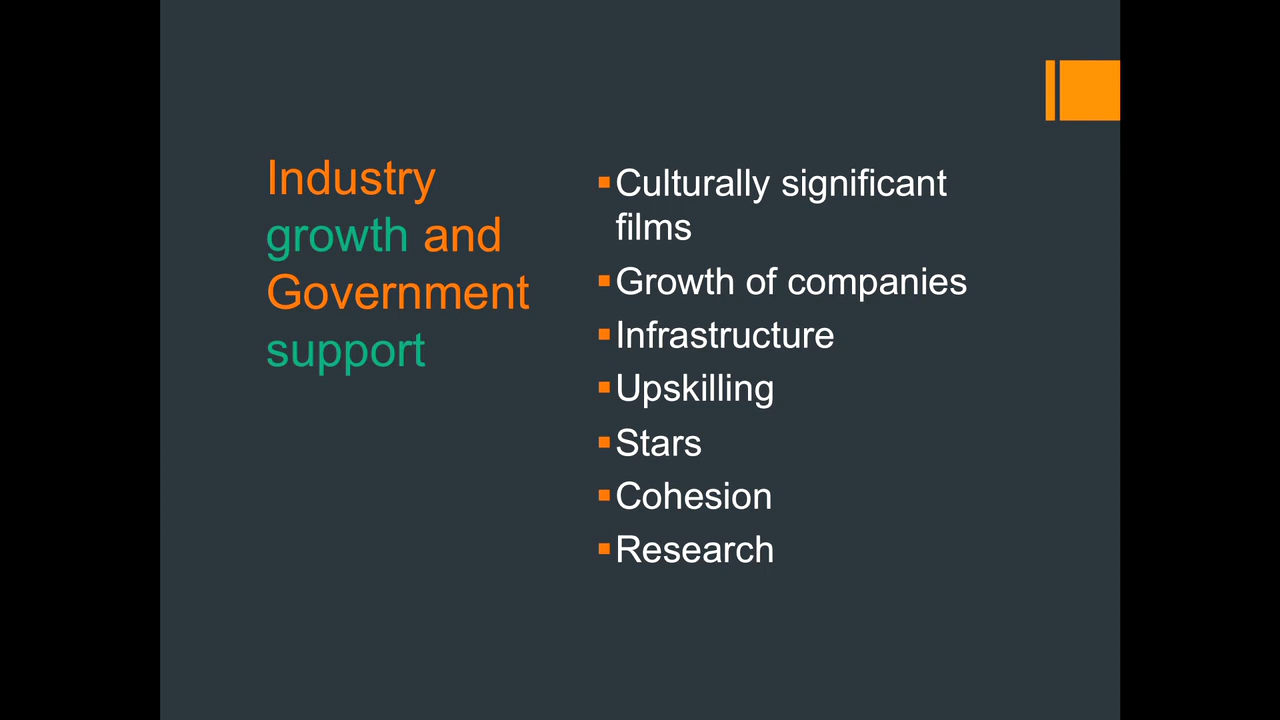 Industry
growth and
Government
support
▪Culturally significant
films
▪Growth of companies
▪Infrastructure
▪Upskilling
▪Stars
▪Cohesion
▪Research